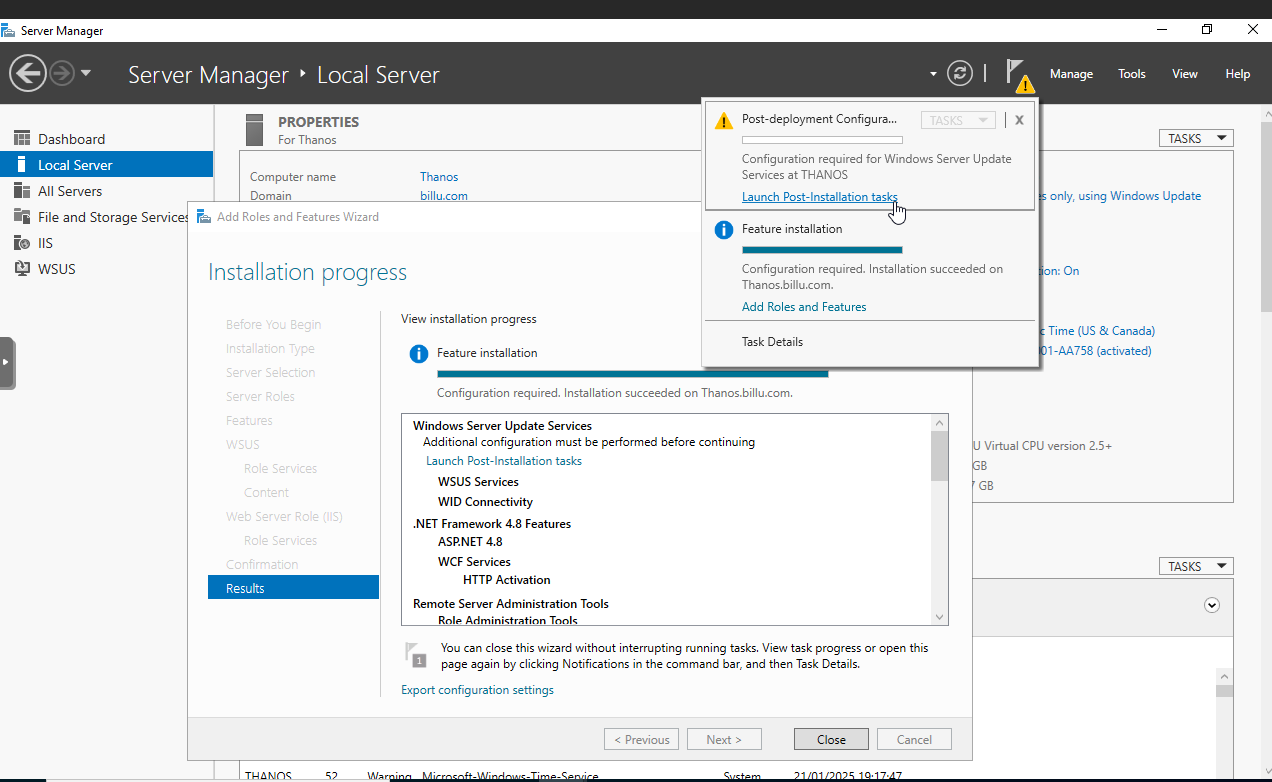 Server Manager
Server Manager ‣ Local Server
Manage
Tools
View
Help
Dashboard
Local Server
All Servers
File and Storage Services
IIS
WSUS
PROPERTIES
For Thanos
TASKS
Computer name
Thanos
Domain
billu.com
es only, using Windows Update
ion: On
c Time (US & Canada)
01-AA758 (activated)
U Virtual CPU version 2.5+
GB
7 GB
TASKS
Post-deployment Configura...
TASKS
X
Configuration required for Windows Server Update
Services at THANOS
Launch Post-Installation tasks
Feature installation
Configuration required. Installation succeeded on
Thanos.billu.com.
Add Roles and Features
Task Details
Add Roles and Features Wizard
Installation progress
Before You Begin
Installation Type
Server Selection
Server Roles
Features
WSUS
Role Services
Content
Web Server Role (IIS)
Role Services
Confirmation
Results
View installation progress
Feature installation
Configuration required. Installation succeeded on Thanos.billu.com.
Windows Server Update Services
Additional configuration must be performed before continuing
Launch Post-Installation tasks
WSUS Services
WID Connectivity
.NET Framework 4.8 Features
ASP.NET 4.8
WCF Services
HTTP Activation
Remote Server Administration Tools
Role Administration Tools
1
You can close this wizard without interrupting running tasks. View task progress or open this
page again by clicking Notifications in the command bar, and then Task Details.
Export configuration settings
< Previous
Next >
Close
Cancel
THANOS 52 Warning Microsoft-Windows-Time-Service System 21/01/2025 19:17:47